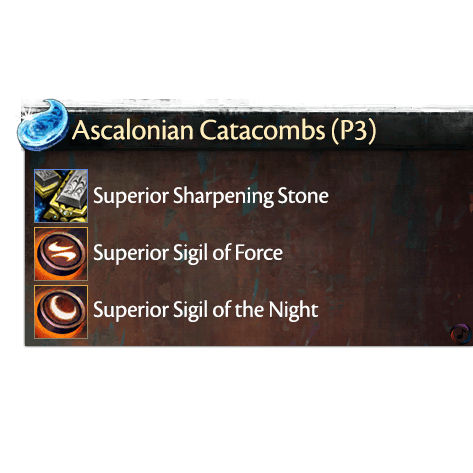 Ascalonian Catacombs (P3)
Superior Sharpening Stone
Superior Sigil of Force
Superior Sigil of the Night